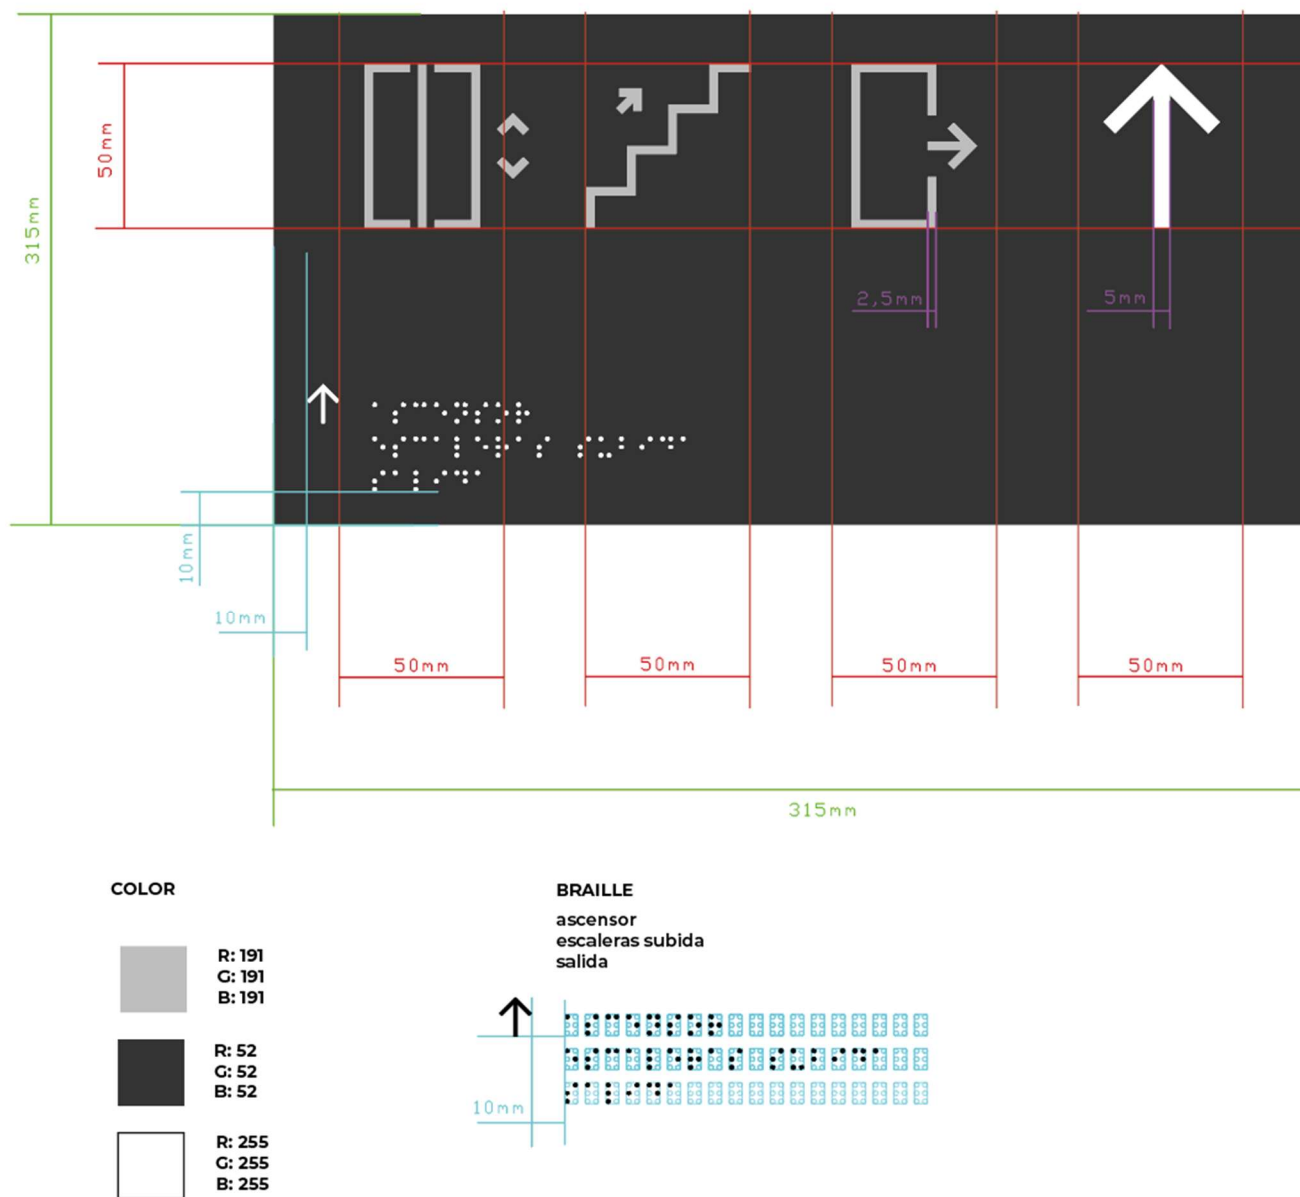 50mm
315mm
2,5mm
5mm
10mm
10mm
50mm
50mm
50mm
50mm
315mm
COLOR
R: 191
G: 191
B: 191
R: 52
G: 52
B: 52
R: 255
G: 255
B: 255
BRAILLE
ascensor
escaleras subida
salida
10mm